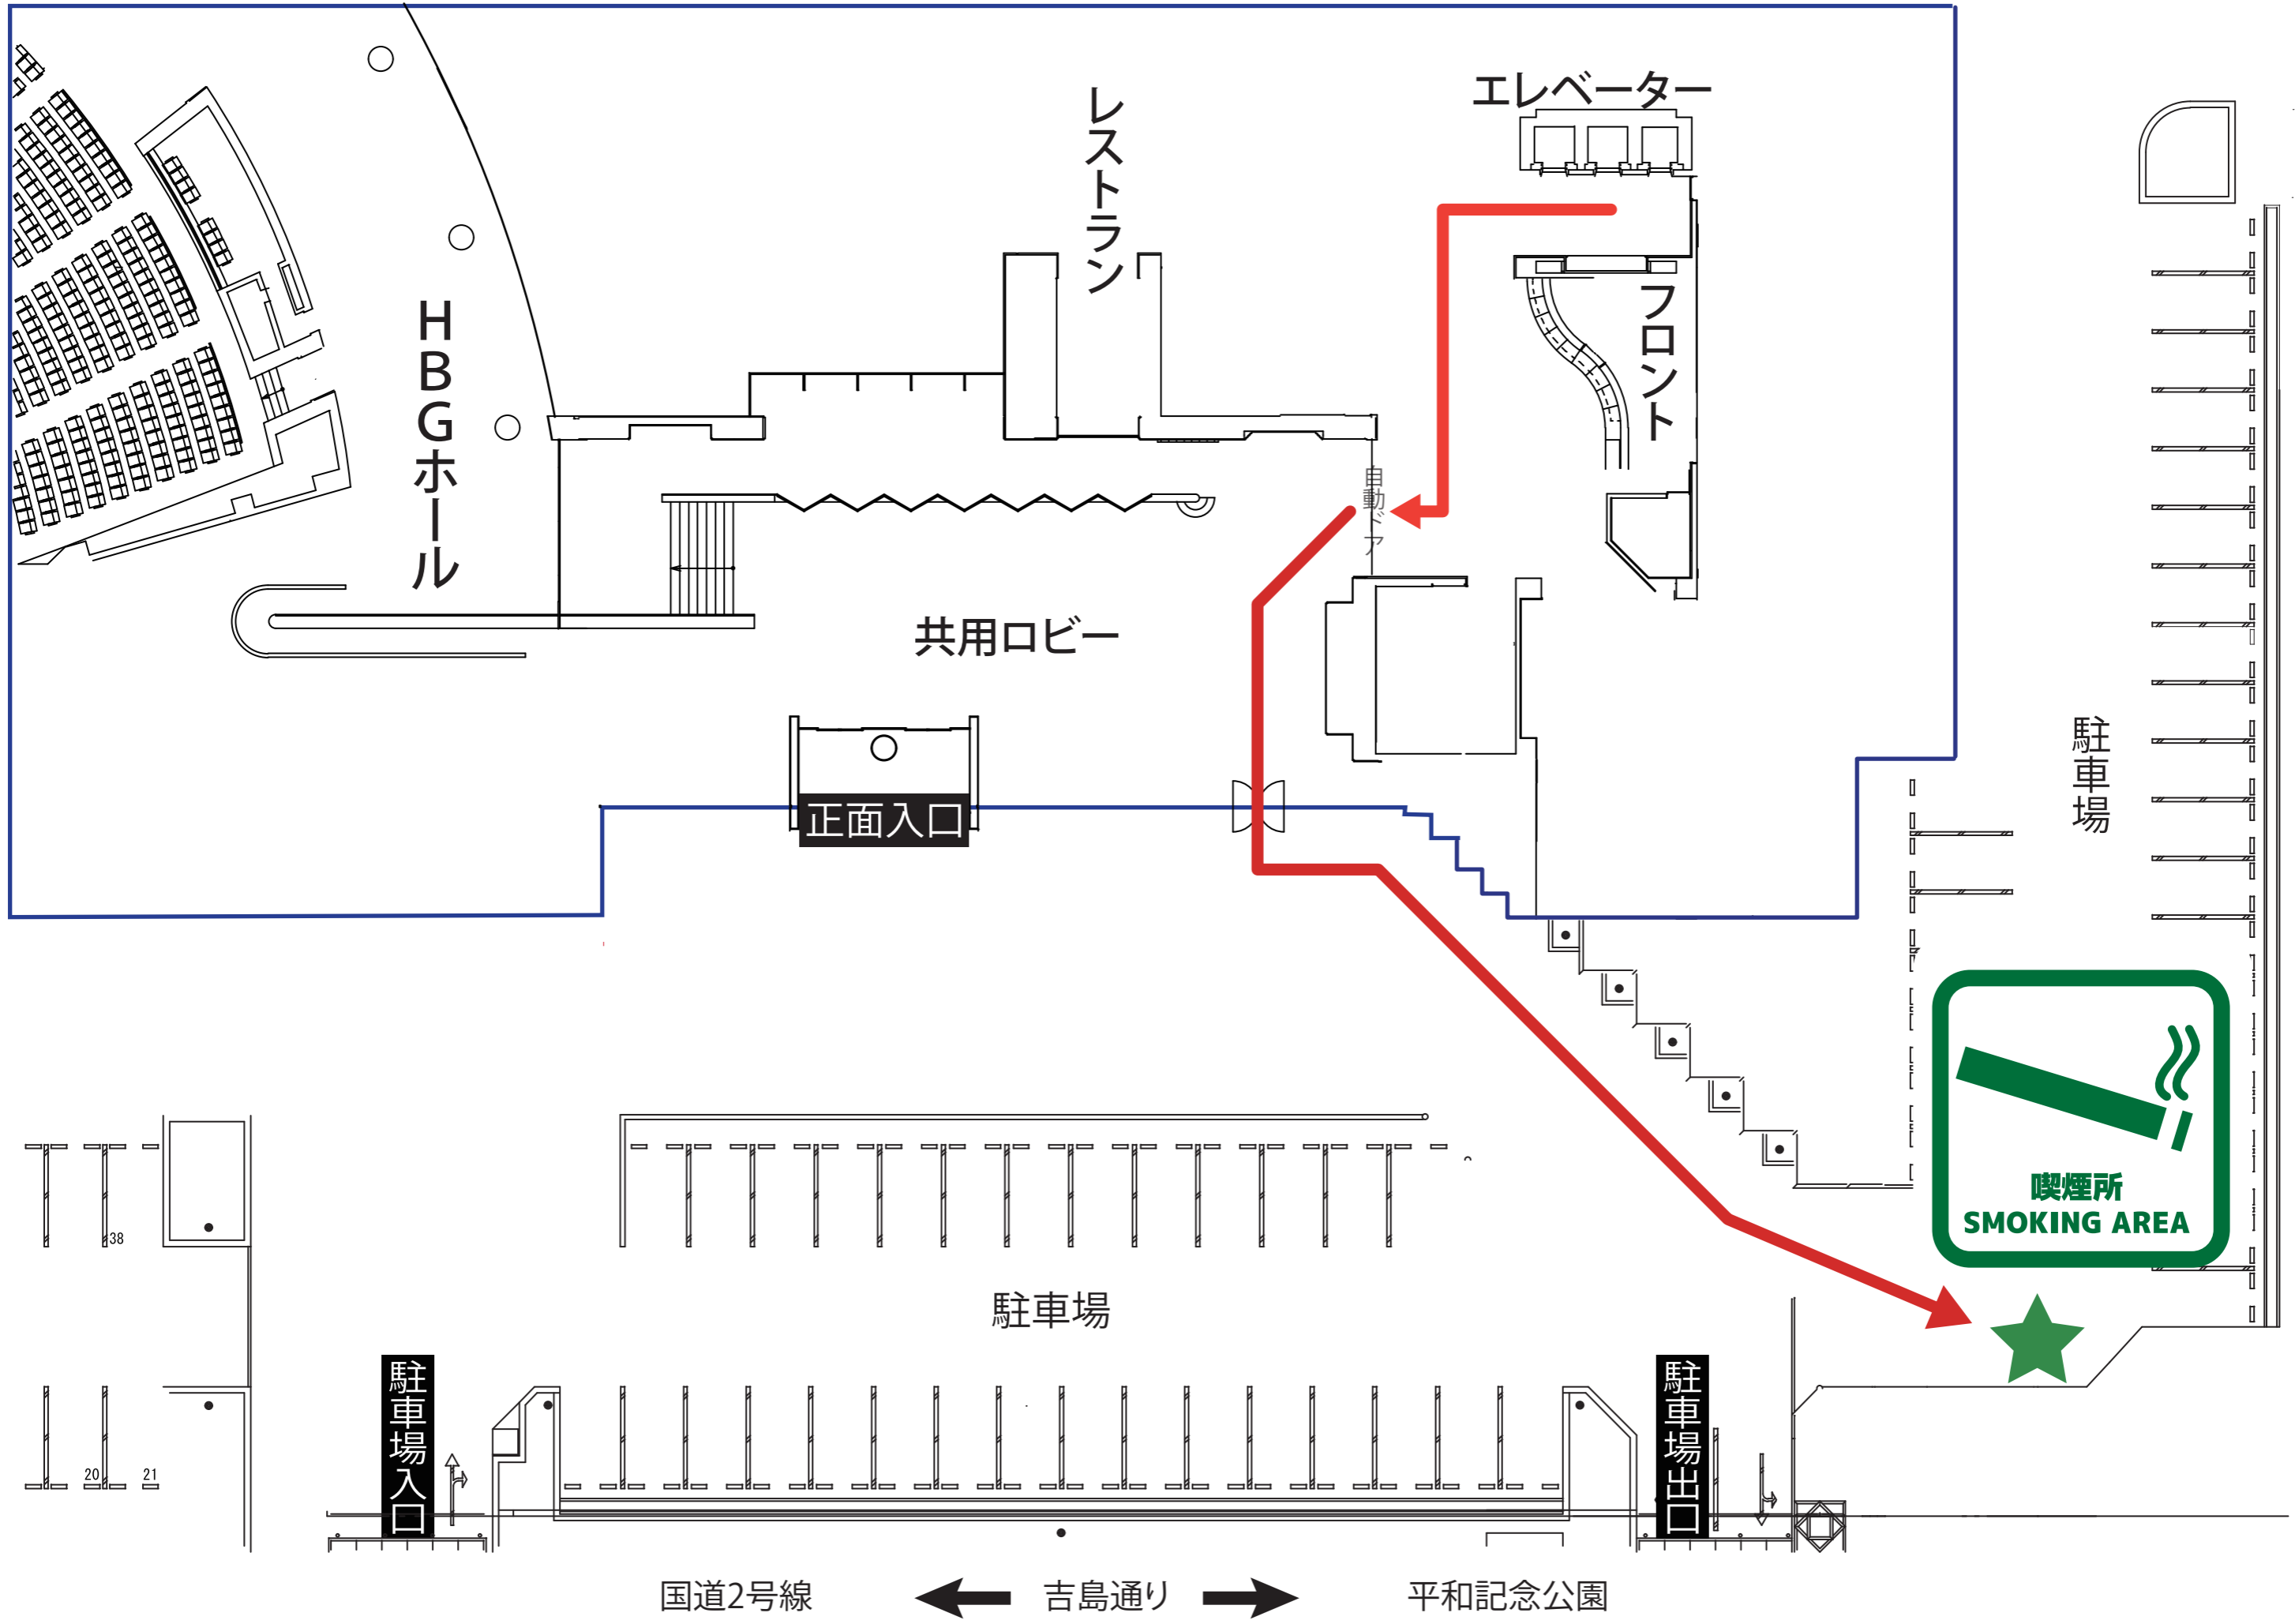 エレベーター
レストラン
フロント
HBGホール
自動ドア
共用ロビー
正面入口
駐車場
喫煙所
SMOKING AREA
38
駐車場
駐車場入口
駐車場出口
20
21
国道2号線
吉島通り
平和記念公園